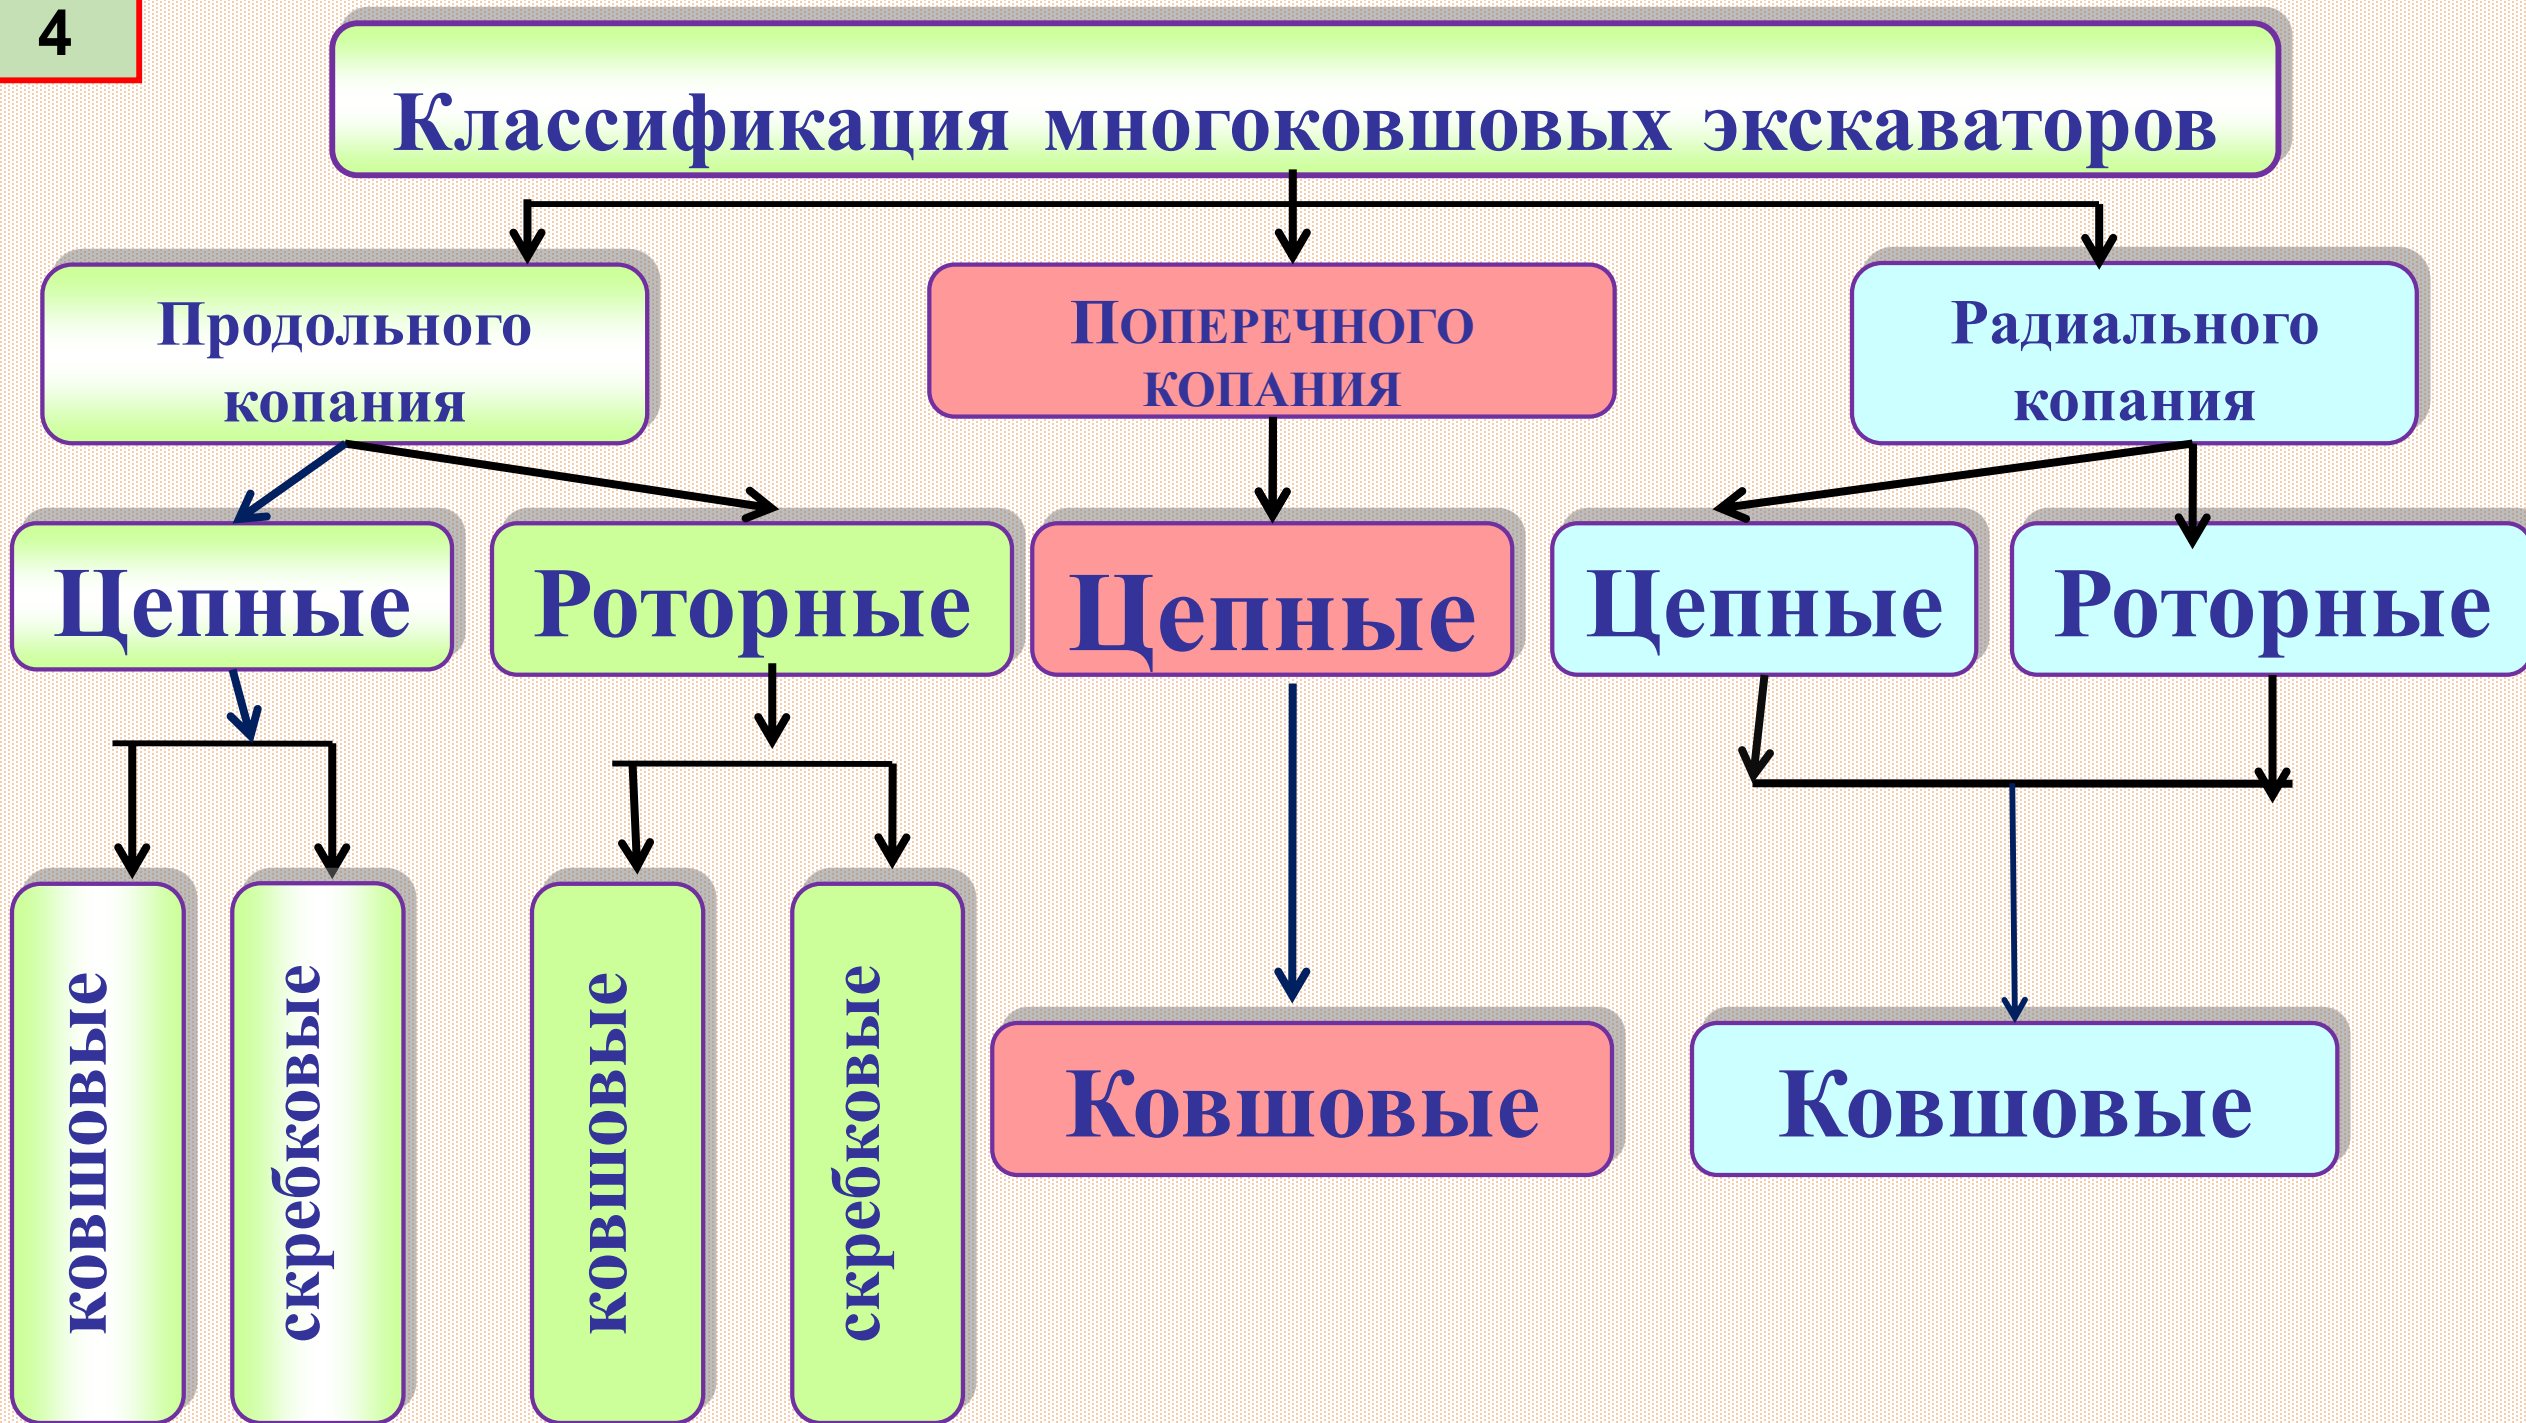 4
Классификация многоковшовых экскаваторов
Продольного
копания
ПОПЕРЕЧНОГО
КОПАНИЯ
Радиального
копания
Цепные
Роторные
Цепные
Цепные
Роторные
ковшовые
скребковые
ковшовые
скребковые
Ковшовые
Ковшовые